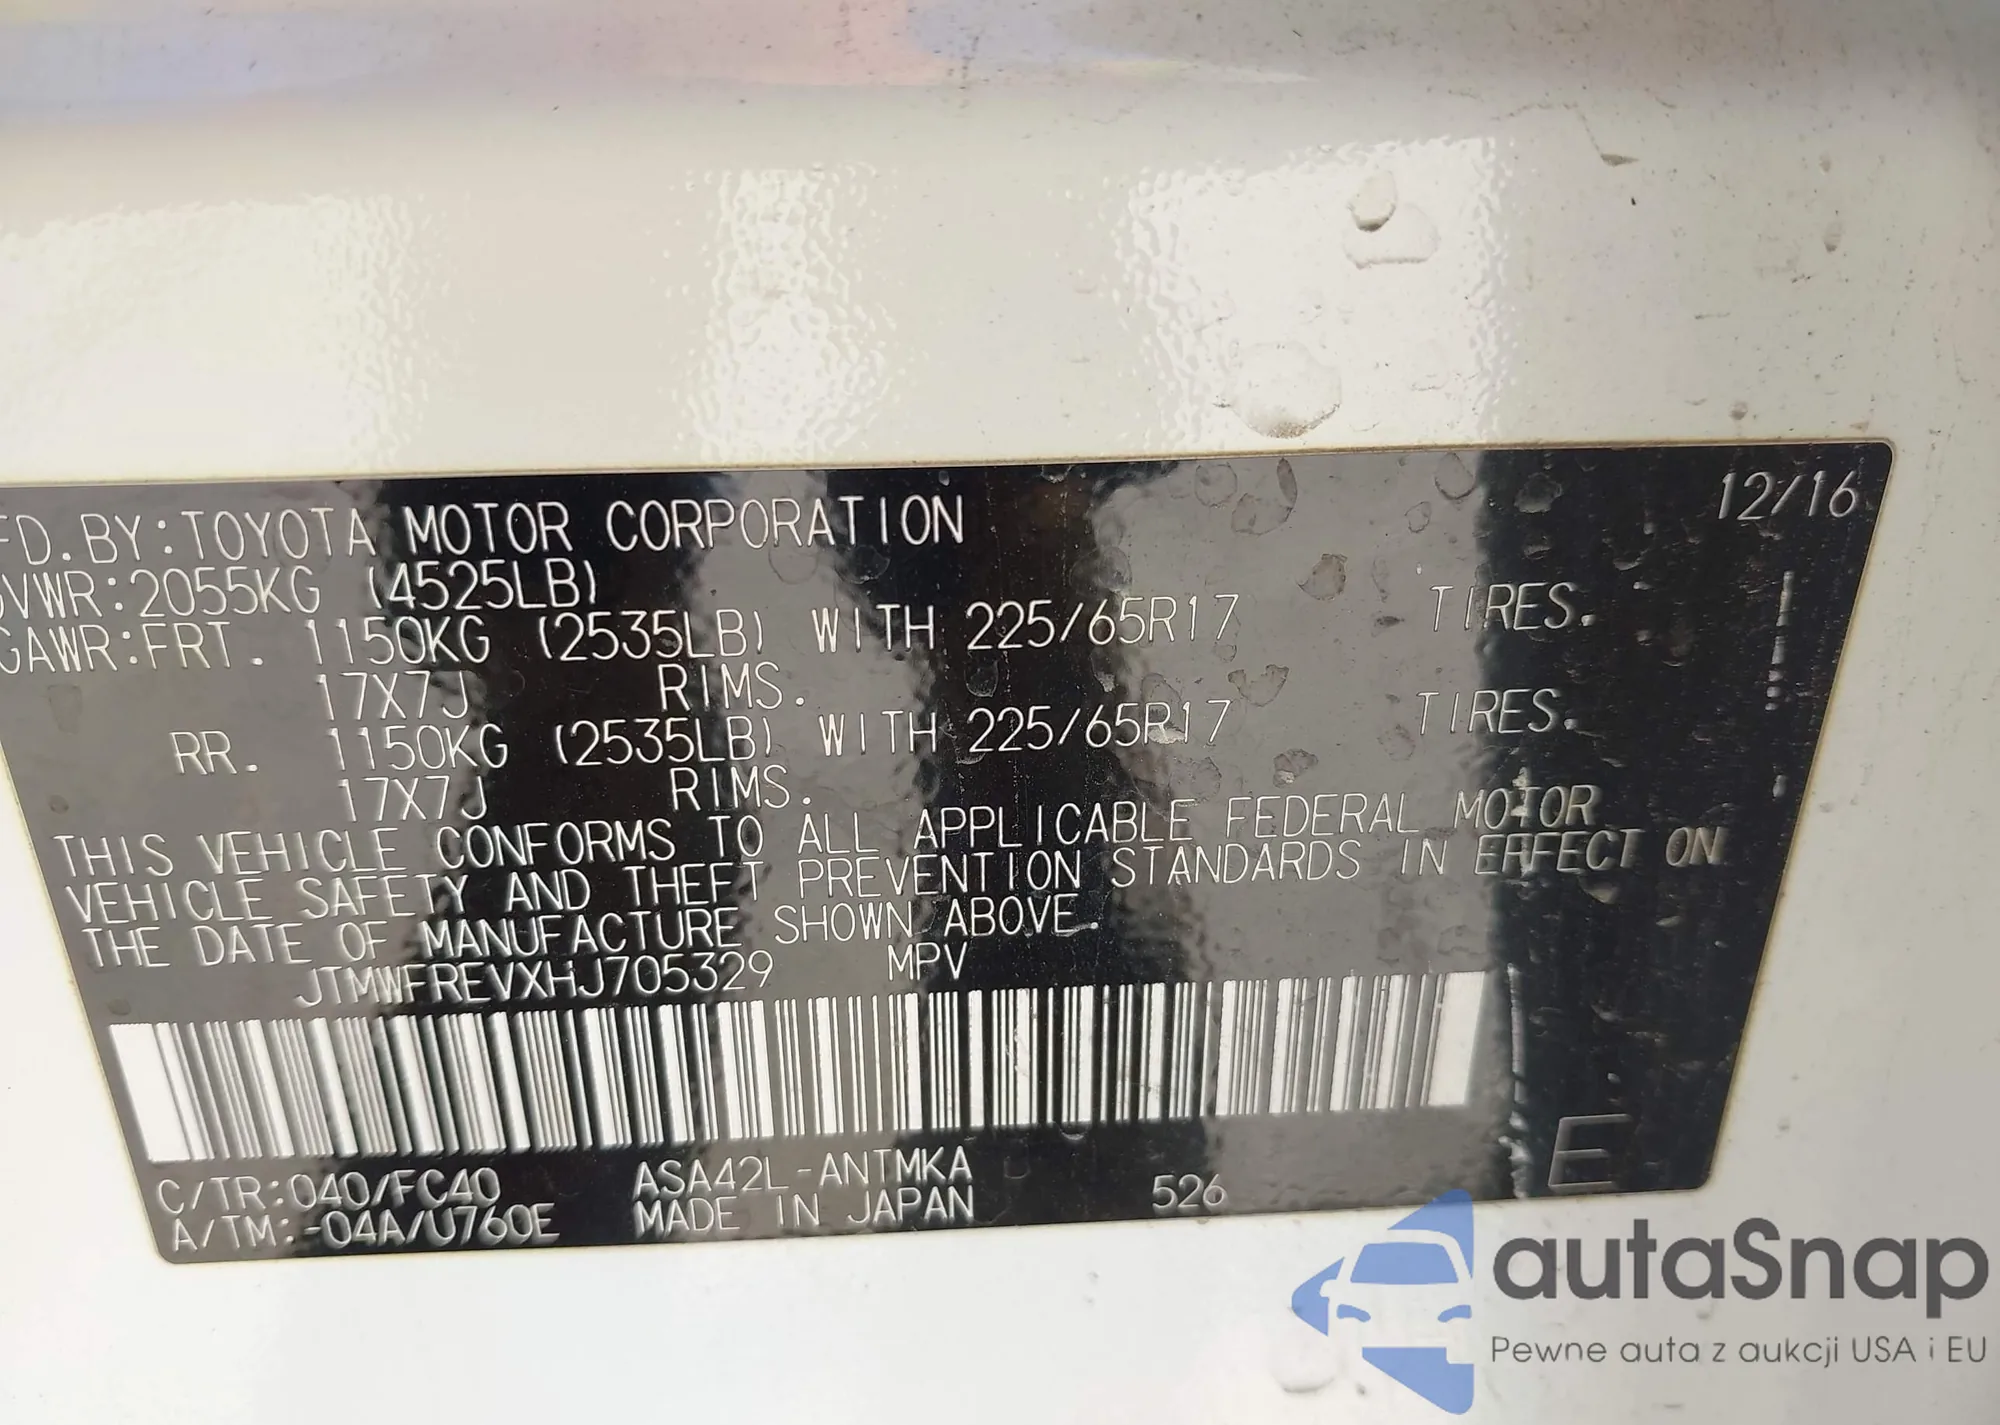 FD. BY:TOYOTA MOTOR CORPORATION 12/16
GVWR:2055KG (4525LB)
GAWR:FRT. 1150KG (2535LB) WITH 225/65R17 TIRES.
17X7J RIMS.
RR. 1150KG (2535LB) WITH 225/65R17 TIRES.
17X7J RIMS.
THIS VEHICLE CONFORMS TO ALL APPLICABLE FEDERAL MOTOR
VEHICLE SAFETY AND THEFT PREVENTION STANDARDS IN EFFECT ON
THE DATE OF MANUFACTURE SHOWN ABOVE.
JTMWFREVXHJ705329 MPV
C/TR:040/FC40 ASA42L-ANTMKA 526 E
A/TM:-04A/U760E MADE IN JAPAN
autaSnap
Pewne auta z aukcji USA i EU